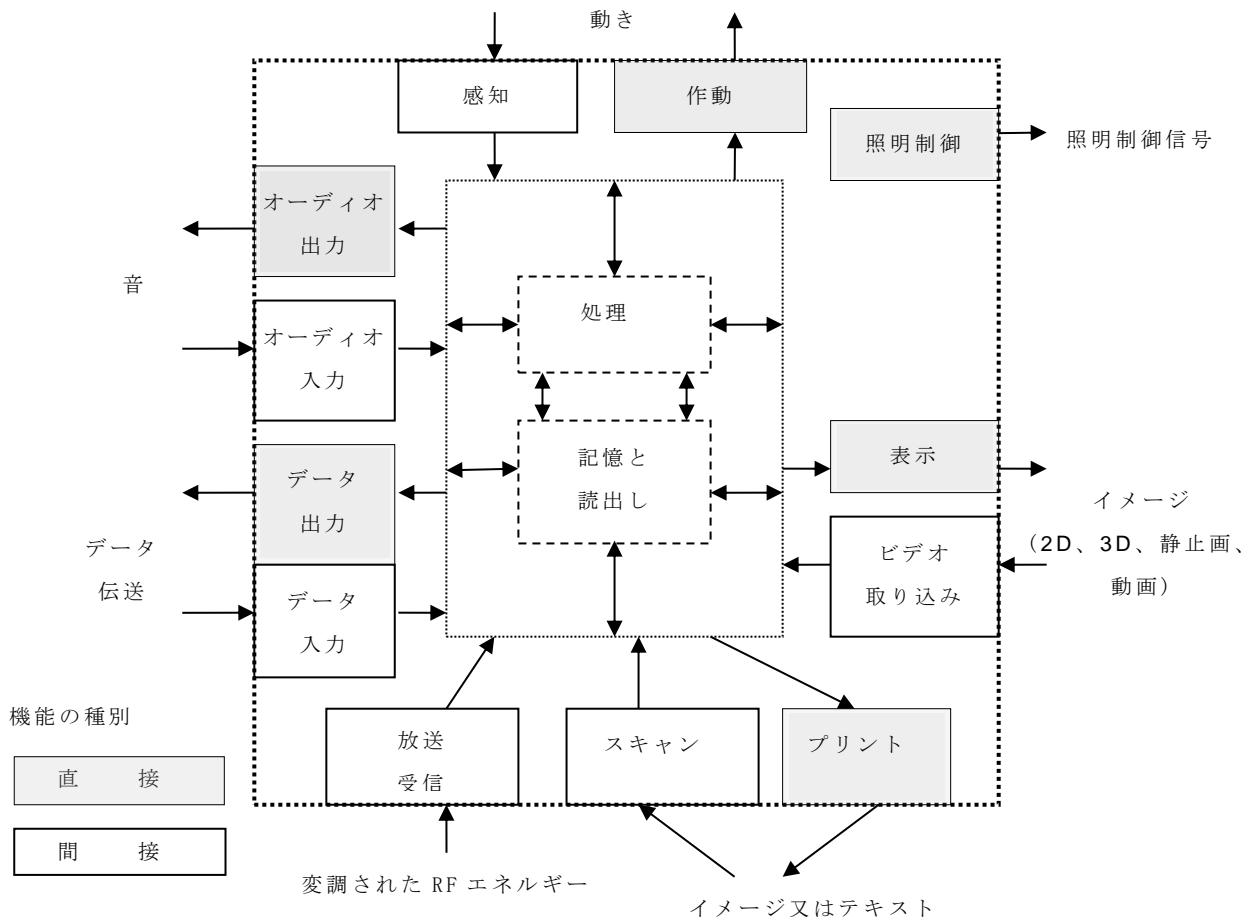 動き
感知
作動
照明制御
照明制御信号
オーディオ
出力
音
オーディオ
入力
処理
記憶と
読出し
データ
出力
データ
伝送
データ
入力
表示
イメージ
（2D、3D、静止画、
動画）
ビデオ
取り込み
機能の種別
直 接
間 接
放送
受信
スキャン
プリント
変調された RF エネルギー
イメージ又はテキスト